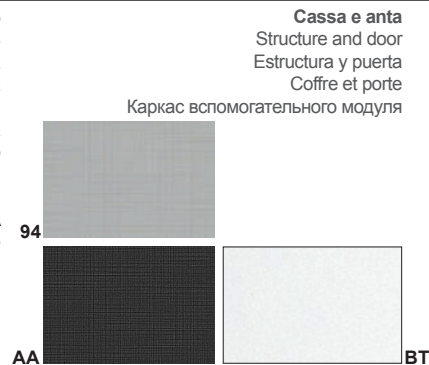 Cassa e anta
Structure and door
Estructura y puerta
Coffre et porte
Каркас вспомогательного модуля
94
AA
BT